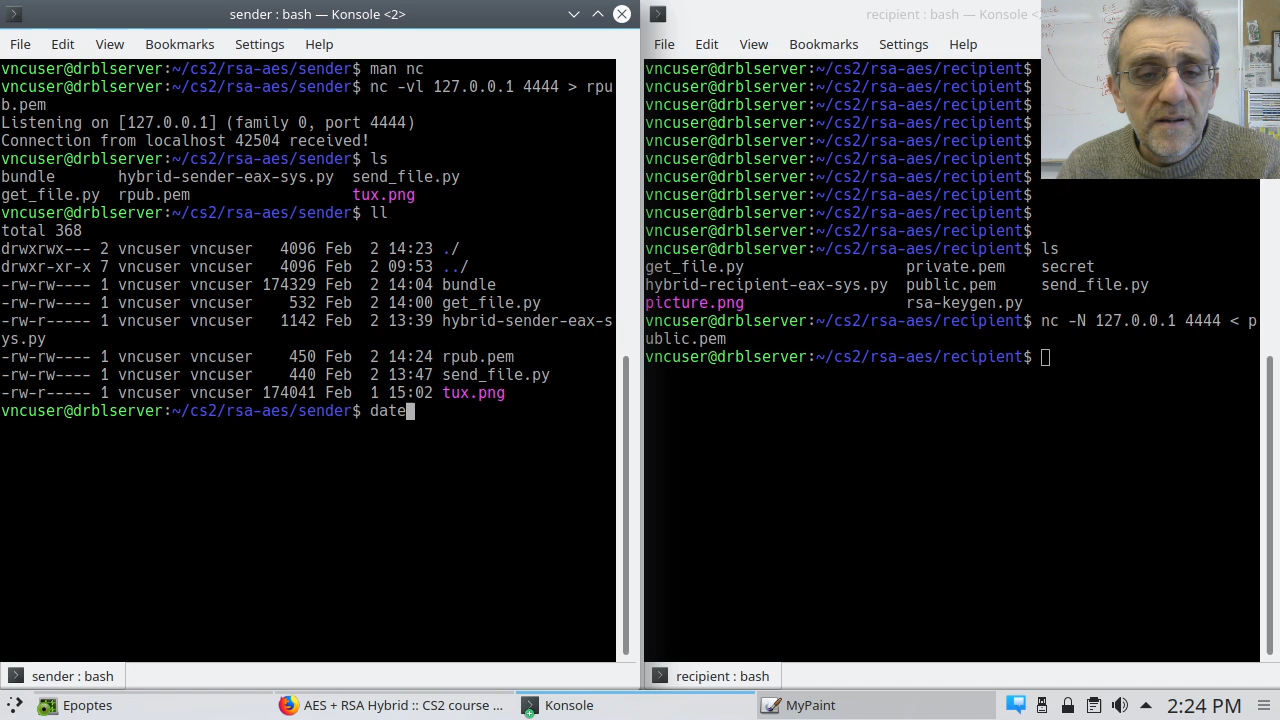 sender : bash — Konsole <2>
File Edit View Bookmarks Settings Help
vncuser@drblserver:~/cs2/rsa-aes/sender$ man nc
vncuser@drblserver:~/cs2/rsa-aes/sender$ nc -vl 127.0.0.1 4444 > rpu
b.pem
Listening on [127.0.0.1] (family 0, port 4444)
Connection from localhost 42504 received!
vncuser@drblserver:~/cs2/rsa-aes/sender$ ls
bundle hybrid-sender-eax-sys.py send_file.py
get_file.py rpub.pem tux.png
vncuser@drblserver:~/cs2/rsa-aes/sender$ ll
total 368
drwxrwx--- 2 vncuser vncuser 4096 Feb 2 14:23 ./
drwxr-xr-x 7 vncuser vncuser 4096 Feb 2 09:53 ../
-rw-rw---- 1 vncuser vncuser 174329 Feb 2 14:04 bundle
-rw-rw---- 1 vncuser vncuser 532 Feb 2 14:00 get_file.py
-rw-r----- 1 vncuser vncuser 1142 Feb 2 13:39 hybrid-sender-eax-s
ys.py
-rw-rw---- 1 vncuser vncuser 450 Feb 2 14:24 rpub.pem
-rw-rw---- 1 vncuser vncuser 440 Feb 2 13:47 send_file.py
-rw-r----- 1 vncuser vncuser 174041 Feb 1 15:02 tux.png
vncuser@drblserver:~/cs2/rsa-aes/sender$ date
sender : bash
recipient : bash — Konsole <2
File Edit View Bookmarks Settings Help
vncuser@drblserver:~/cs2/rsa-aes/recipient$
vncuser@drblserver:~/cs2/rsa-aes/recipient$
vncuser@drblserver:~/cs2/rsa-aes/recipient$
vncuser@drblserver:~/cs2/rsa-aes/recipient$
vncuser@drblserver:~/cs2/rsa-aes/recipient$
vncuser@drblserver:~/cs2/rsa-aes/recipient$
vncuser@drblserver:~/cs2/rsa-aes/recipient$
vncuser@drblserver:~/cs2/rsa-aes/recipient$
vncuser@drblserver:~/cs2/rsa-aes/recipient$
vncuser@drblserver:~/cs2/rsa-aes/recipient$
vncuser@drblserver:~/cs2/rsa-aes/recipient$ ls
get_file.py private.pem secret
hybrid-recipient-eax-sys.py public.pem send_file.py
picture.png rsa-keygen.py
vncuser@drblserver:~/cs2/rsa-aes/recipient$ nc -N 127.0.0.1 4444 < p
ublic.pem
vncuser@drblserver:~/cs2/rsa-aes/recipient$
recipient : bash
Epoptes AES + RSA Hybrid :: CS2 course ... Konsole MyPaint 2:24 PM